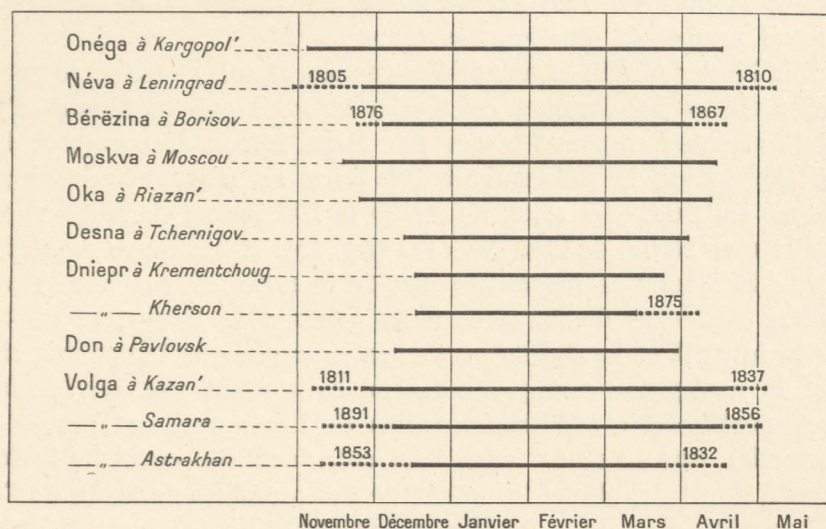 Onéga à Kargopol'
Néva à Leningrad 1805 1810
Bérëzina à Borisov 1876 1867
Moskva à Moscou
Oka à Riazan'
Desna à Tchernigov
Dniepr à Krementchoug
—„— Kherson 1875
Don à Pavlovsk
Volga à Kazan' 1811 1837
—„— Samara 1891 1856
—„— Astrakhan 1853 1832
Novembre Décembre Janvier Février Mars Avril Mai